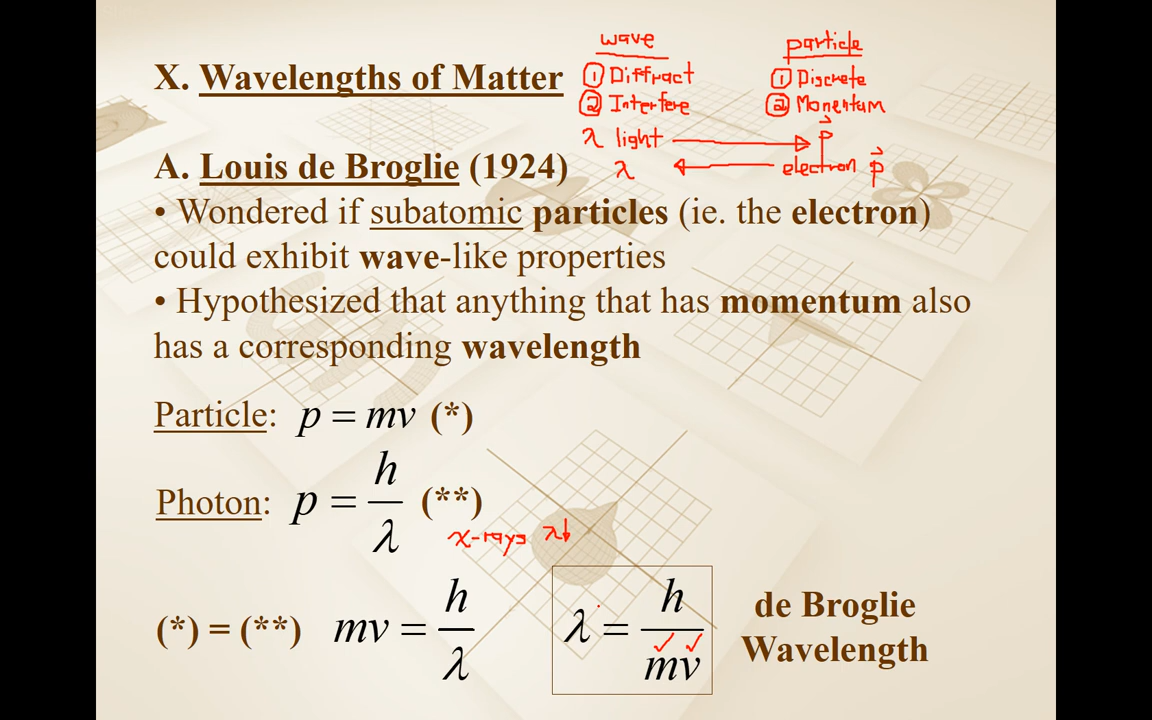 wave particle
X. Wavelengths of Matter ① Diffract ① Discrete
② Interfere ② Momentum
λ light → p⃗
A. Louis de Broglie (1924) λ ← electron p⃗
• Wondered if subatomic particles (ie. the electron)
could exhibit wave-like properties
• Hypothesized that anything that has momentum also
has a corresponding wavelength
Particle: p = mv (*)
Photon: p = h/λ (**)
x-rays λ↓
(*) = (**) mv = h/λ λ = h/mv ✓ ✓ de Broglie
Wavelength